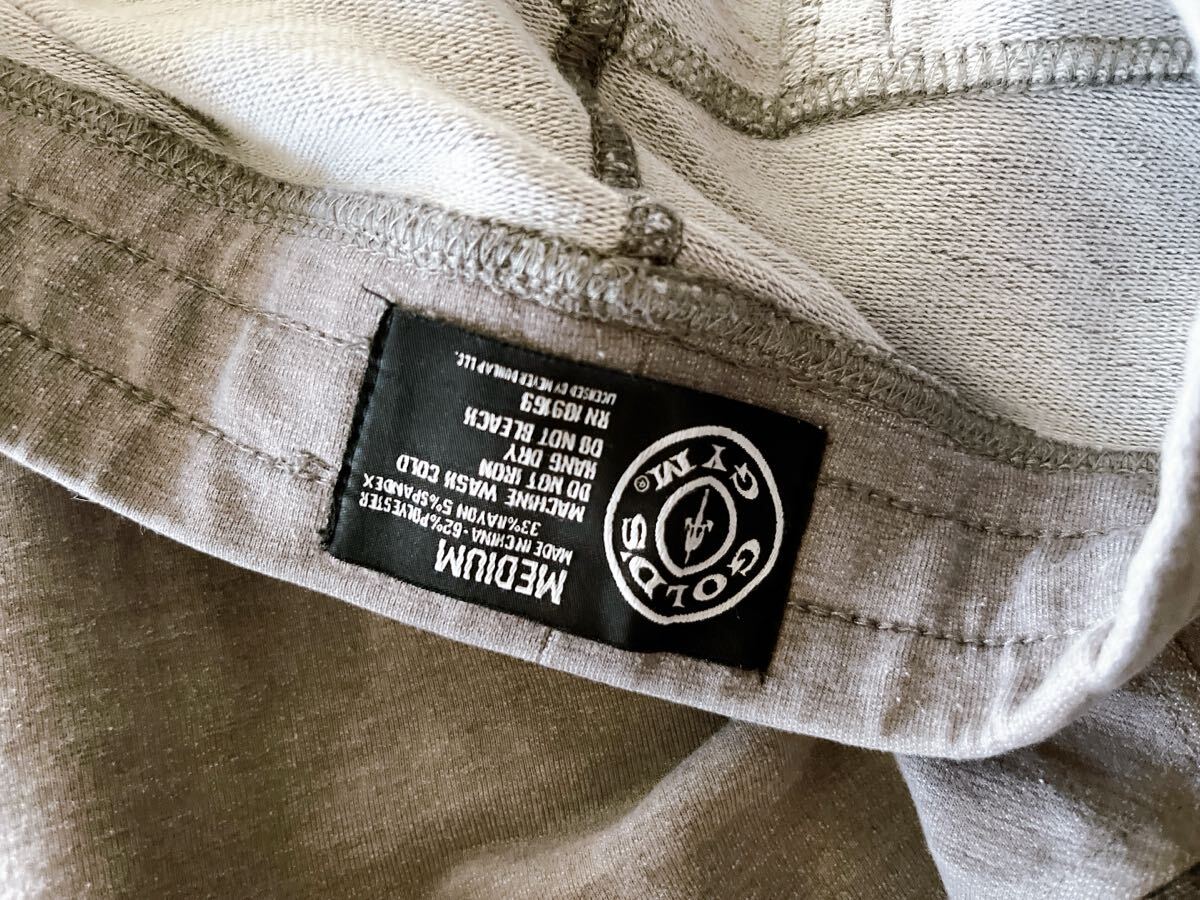 GOLD'S GYM®
MEDIUM
MADE IN CHINA - 62%POLYESTER
33%RAYON 5%SPANDEX
MACHINE WASH COLD
DO NOT IRON
HANG DRY
DO NOT BLEACH
RN 109163
LICENSED BY MEYER DUNLAP LLC.